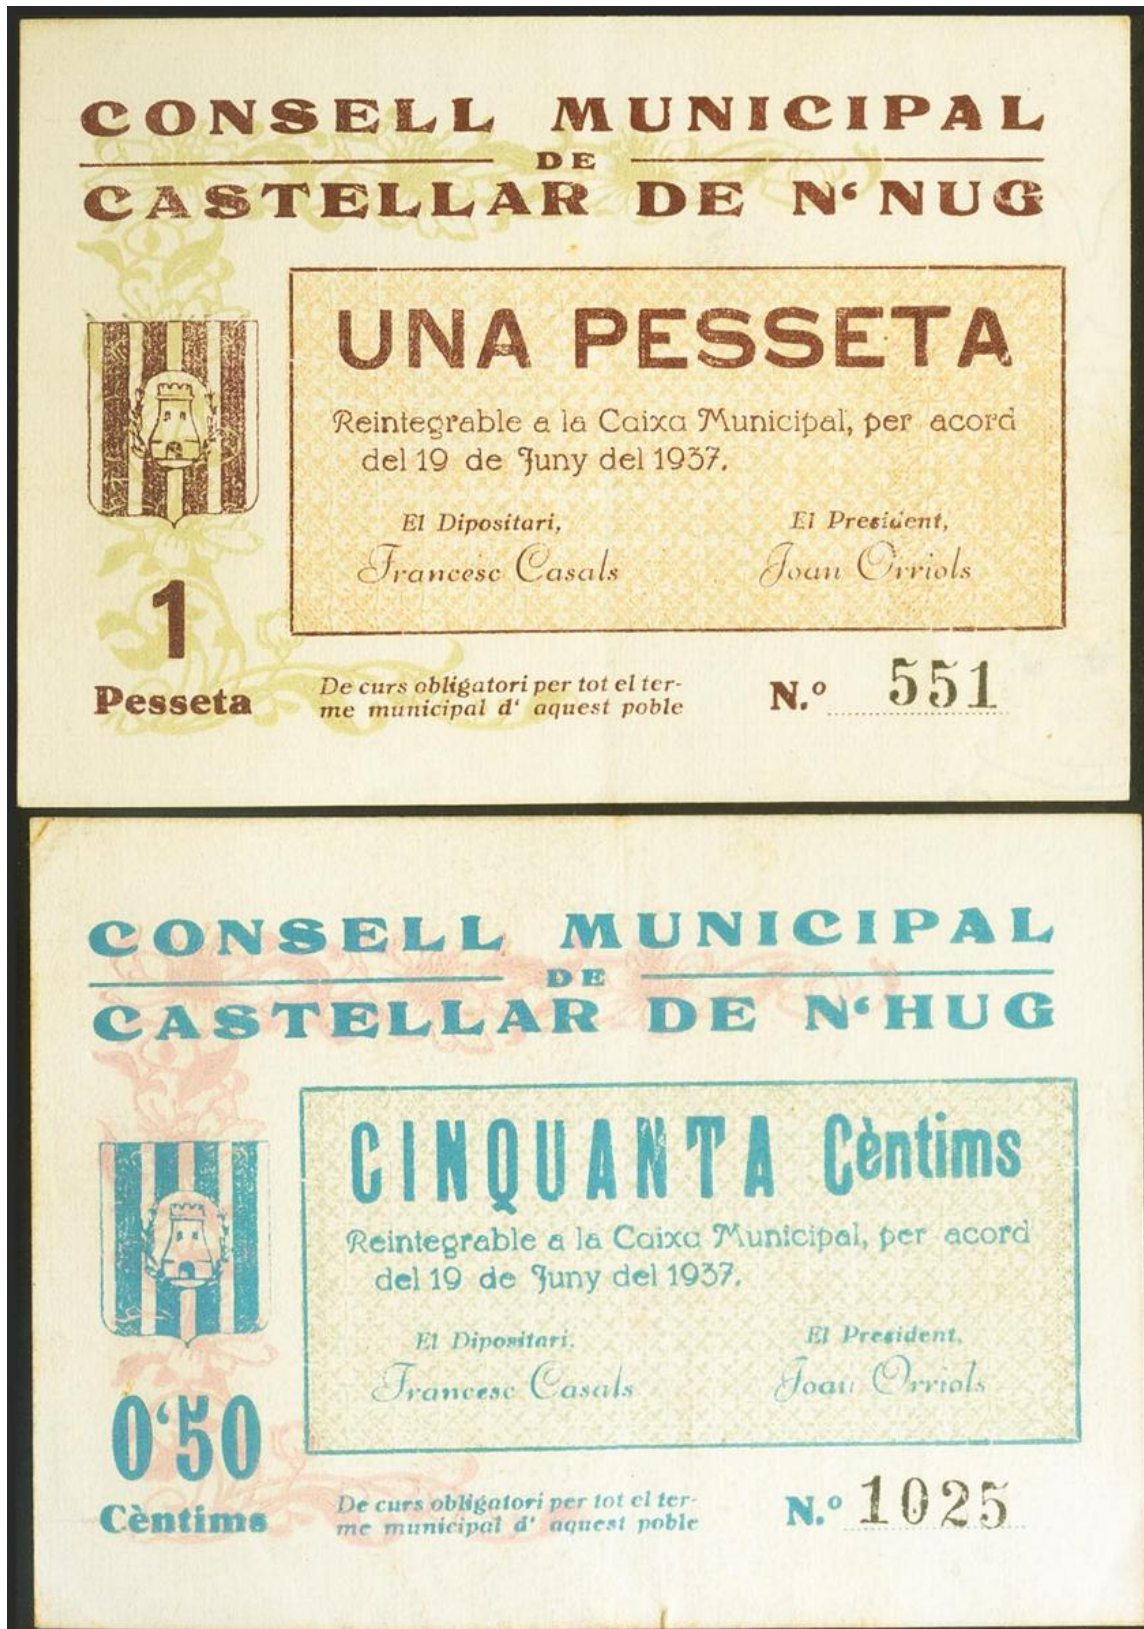 CONSELL MUNICIPAL
DE
CASTELLAR DE N‘NUG
UNA PESSETA
Reintegrable a la Caixa Municipal, per acord
del 19 de Juny del 1937.
El Dipositari,
El President,
Francesc Casals
Joan Orriols
1
Pesseta
De curs obligatori per tot el ter-
me municipal d‘ aquest poble
N.º 551
CONSELL MUNICIPAL
DE
CASTELLAR DE N‘HUG
CINQUANTA Cèntims
Reintegrable a la Caixa Municipal, per acord
del 19 de Juny del 1937.
El Dipositari,
El President,
Francesc Casals
Joan Orriols
0‘50
Cèntims
De curs obligatori per tot el ter-
me municipal d‘ aquest poble
N.º 1025